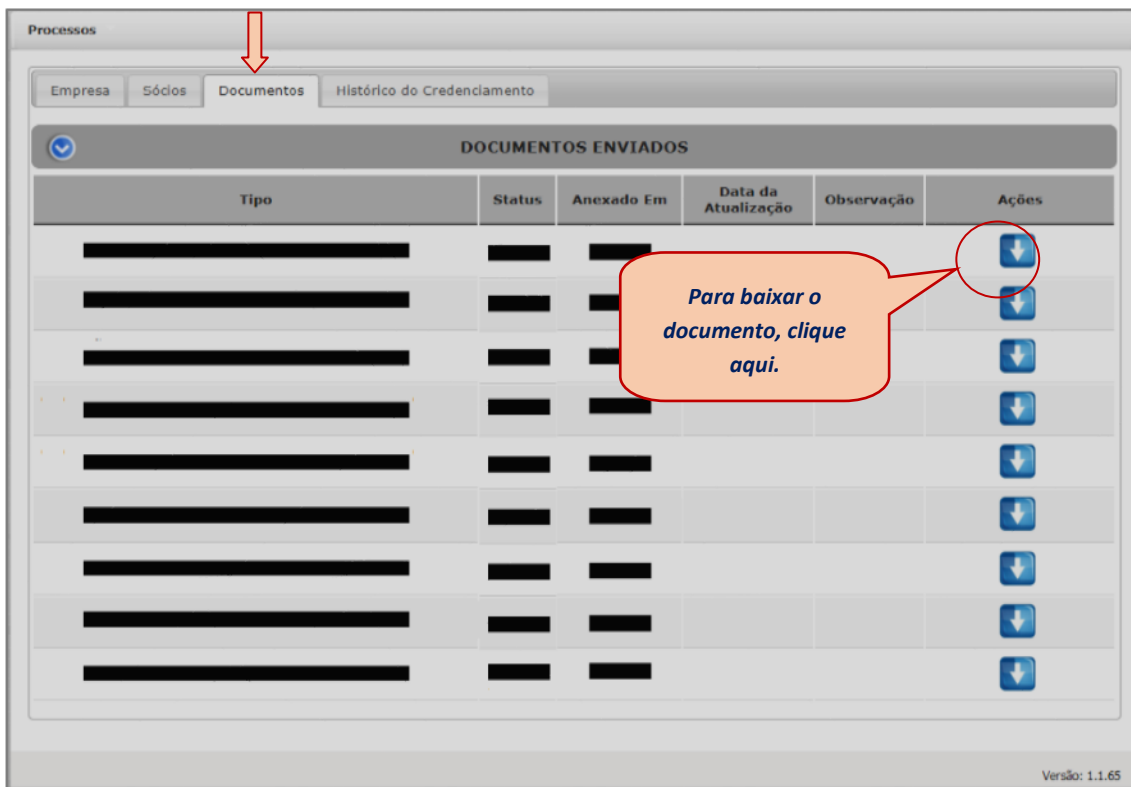 Processos
Empresa Sócios Documentos Histórico do Credenciamento
DOCUMENTOS ENVIADOS
Tipo Status Anexado Em Data da Atualização Observação Ações
Para baixar o
documento, clique
aqui.
Versão: 1.1.65